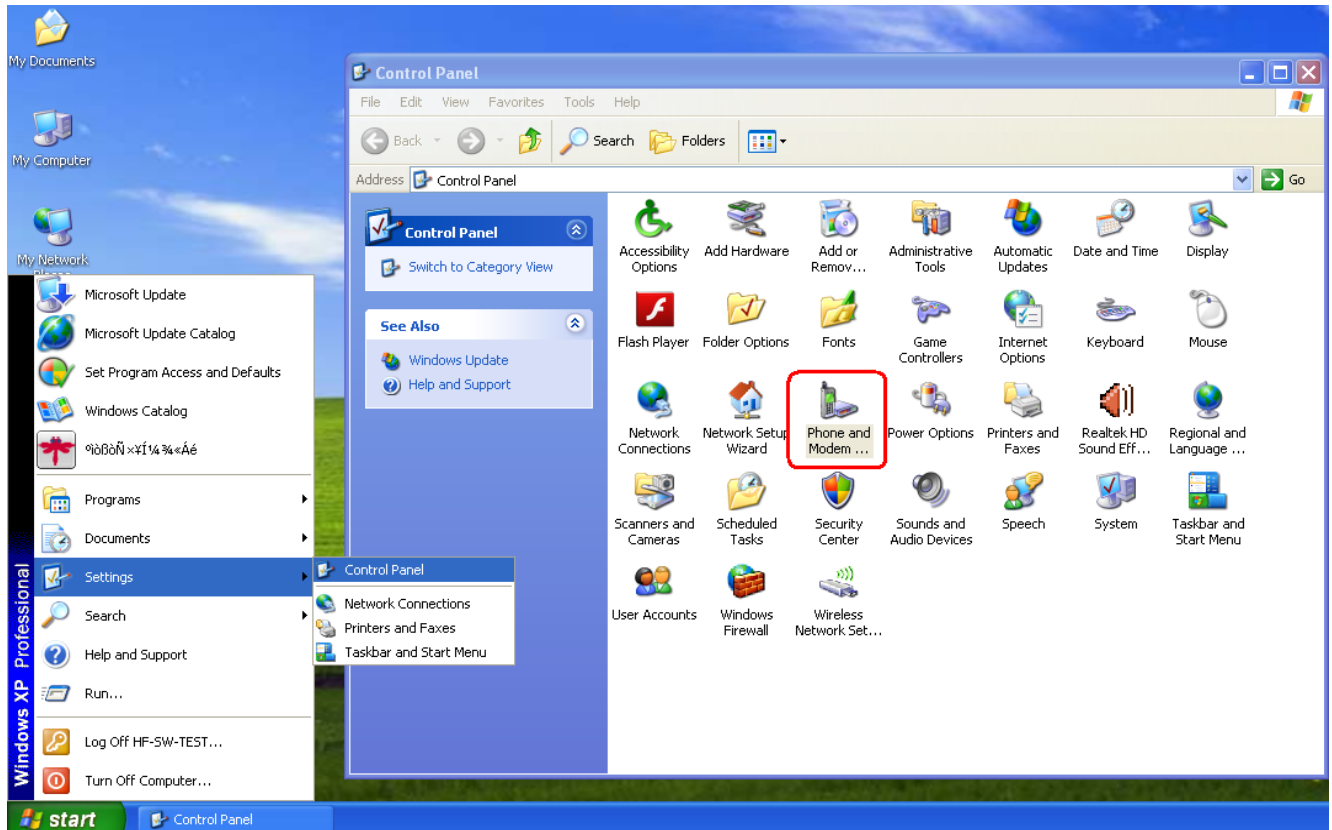 My Documents
My Computer
My Network
Places
Control Panel
File Edit View Favorites Tools Help
Back Search Folders
Address Control Panel Go
Control Panel
Switch to Category View
See Also
Windows Update
Help and Support
Accessibility
Options
Add Hardware
Add or
Remov...
Administrative
Tools
Automatic
Updates
Date and Time
Display
Flash Player
Folder Options
Fonts
Game
Controllers
Internet
Options
Keyboard
Mouse
Network
Connections
Network Setup
Wizard
Phone and
Modem ...
Power Options
Printers and
Faxes
Realtek HD
Sound Eff...
Regional and
Language ...
Scanners and
Cameras
Scheduled
Tasks
Security
Center
Sounds and
Audio Devices
Speech
System
Taskbar and
Start Menu
User Accounts
Windows
Firewall
Wireless
Network Set...
Microsoft Update
Microsoft Update Catalog
Set Program Access and Defaults
Windows Catalog
Programs
Documents
Settings
Search
Help and Support
Run...
Log Off HF-SW-TEST...
Turn Off Computer...
Windows XP Professional
Control Panel
Network Connections
Printers and Faxes
Taskbar and Start Menu
start
Control Panel